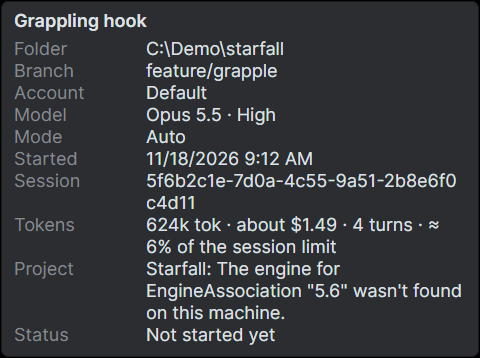 Grappling hook
Folder C:\Demo\starfall
Branch feature/grapple
Account Default
Model Opus 5.5 · High
Mode Auto
Started 11/18/2026 9:12 AM
Session 5f6b2c1e-7d0a-4c55-9a51-2b8e6f0
c4d11
Tokens 624k tok · about $1.49 · 4 turns · ≈
6% of the session limit
Project Starfall: The engine for
EngineAssociation "5.6" wasn't found
on this machine.
Status Not started yet